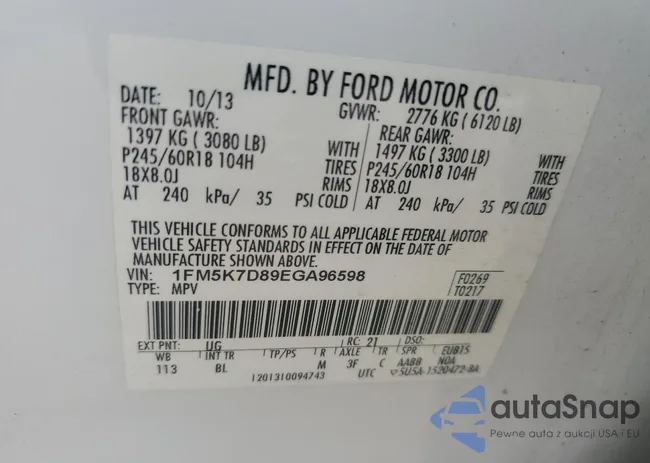 MFD. BY FORD MOTOR CO.
DATE: 10/13 GVWR: 2776 KG ( 6120 LB)
FRONT GAWR: REAR GAWR:
1397 KG ( 3080 LB) WITH 1497 KG ( 3300 LB) WITH
P245/60R18 104H TIRES P245/60R18 104H TIRES
18X8.0J RIMS 18X8.0J RIMS
AT 240 kPa/ 35 PSI COLD AT 240 kPa/ 35 PSI COLD
THIS VEHICLE CONFORMS TO ALL APPLICABLE FEDERAL MOTOR
VEHICLE SAFETY STANDARDS IN EFFECT ON THE DATE OF
MANUFACTURE SHOWN ABOVE.
VIN: 1FM5K7D89EGA96598 F0269
TYPE: MPV T0217
EXT PNT: UG RC: 21 DSO:
WB INT TR TP/PS R AXLE TR SPR EUB15
113 BL M 3F C AABB NOA
1201310094743 UTC 5U5A-1520472-BA
autaSnap
Pewne auta z aukcji USA i EU